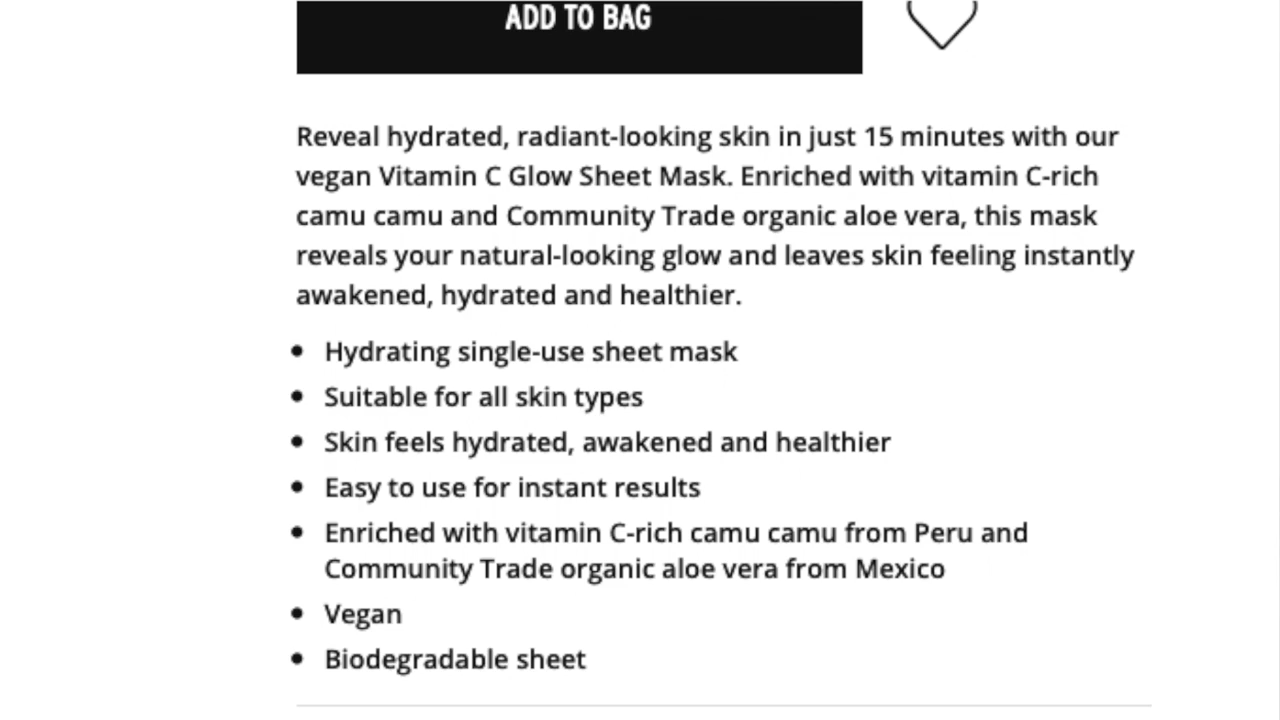 ADD TO BAG
Reveal hydrated, radiant-looking skin in just 15 minutes with our
vegan Vitamin C Glow Sheet Mask. Enriched with vitamin C-rich
camu camu and Community Trade organic aloe vera, this mask
reveals your natural-looking glow and leaves skin feeling instantly
awakened, hydrated and healthier.
• Hydrating single-use sheet mask
• Suitable for all skin types
• Skin feels hydrated, awakened and healthier
• Easy to use for instant results
• Enriched with vitamin C-rich camu camu from Peru and
Community Trade organic aloe vera from Mexico
• Vegan
• Biodegradable sheet